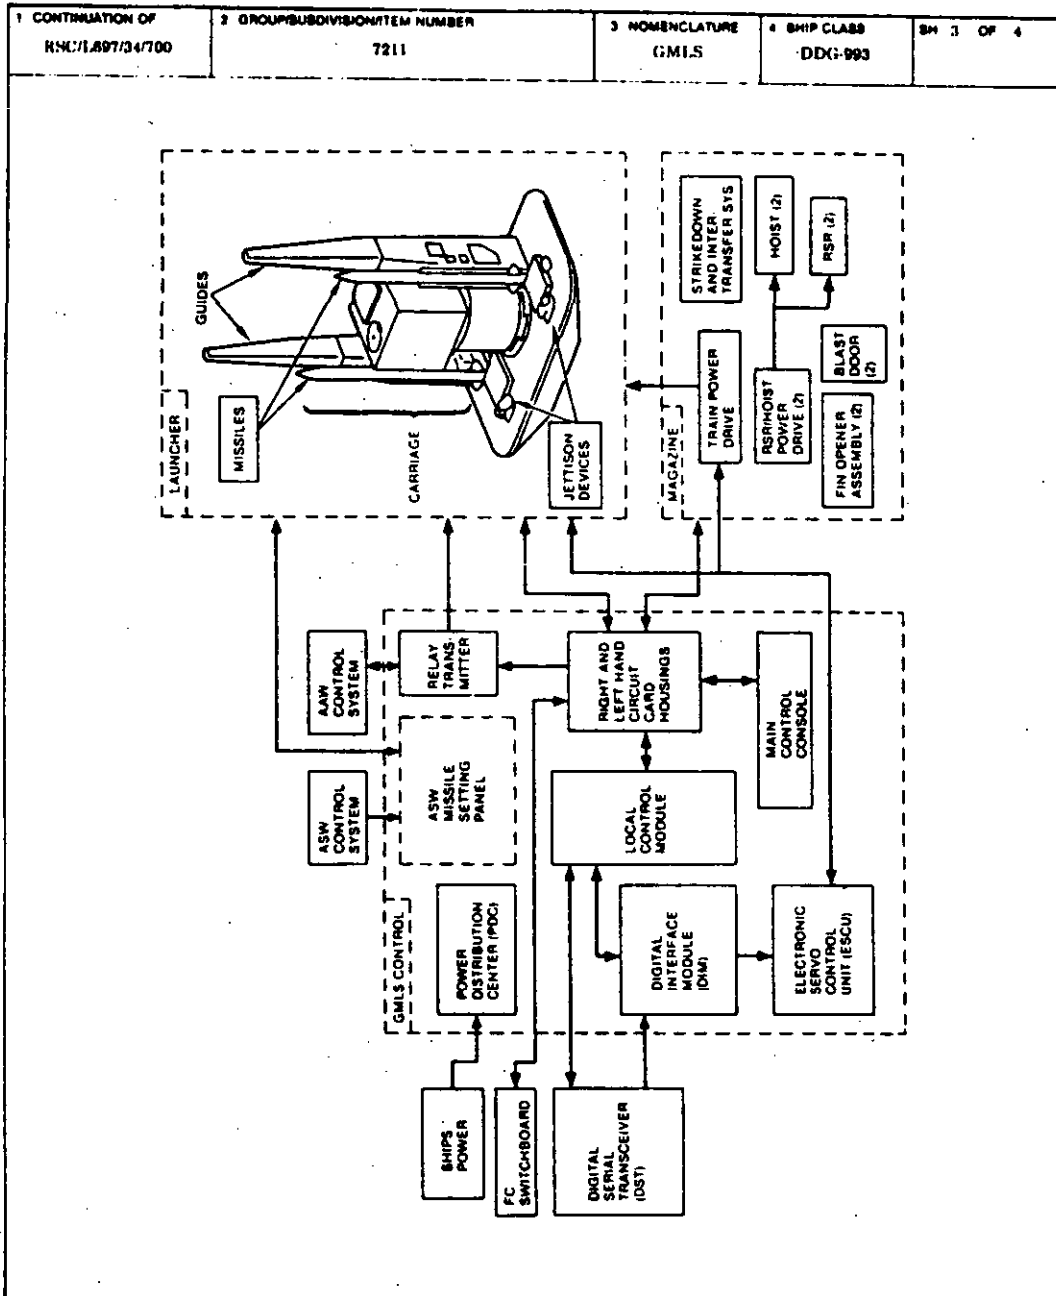 1 CONTINUATION OF
RSC/L697/34/700
2 GROUP/SUBDIVISION/ITEM NUMBER
7211
3 NOMENCLATURE
GMLS
4 SHIP CLASS
DDG-993
SH 3 OF 4
LAUNCHER
GUIDES
MISSILES
CARRIAGE
JETTISON
DEVICES
MAGAZINE
STRIKEDOWN
AND INTER-
TRANSFER SYS
HOIST (2)
RSR (2)
TRAIN POWER
DRIVE
RSR/HOIST
POWER
DRIVE (2)
BLAST
DOOR
(2)
FIN OPENER
ASSEMBLY (2)
AAW
CONTROL
SYSTEM
RELAY
TRANS-
MITTER
RIGHT AND
LEFT HAND
CIRCUIT
CARD
HOUSINGS
MAIN
CONTROL
CONSOLE
ASW
CONTROL
SYSTEM
ASW
MISSILE
SETTING
PANEL
LOCAL
CONTROL
MODULE
GMLS CONTROL
POWER
DISTRIBUTION
CENTER (PDC)
DIGITAL
INTERFACE
MODULE
(DIM)
ELECTRONIC
SERVO
CONTROL
UNIT (ESCU)
SHIPS
POWER
FC
SWITCHBOARD
DIGITAL
SERIAL
TRANSCEIVER
(DST)